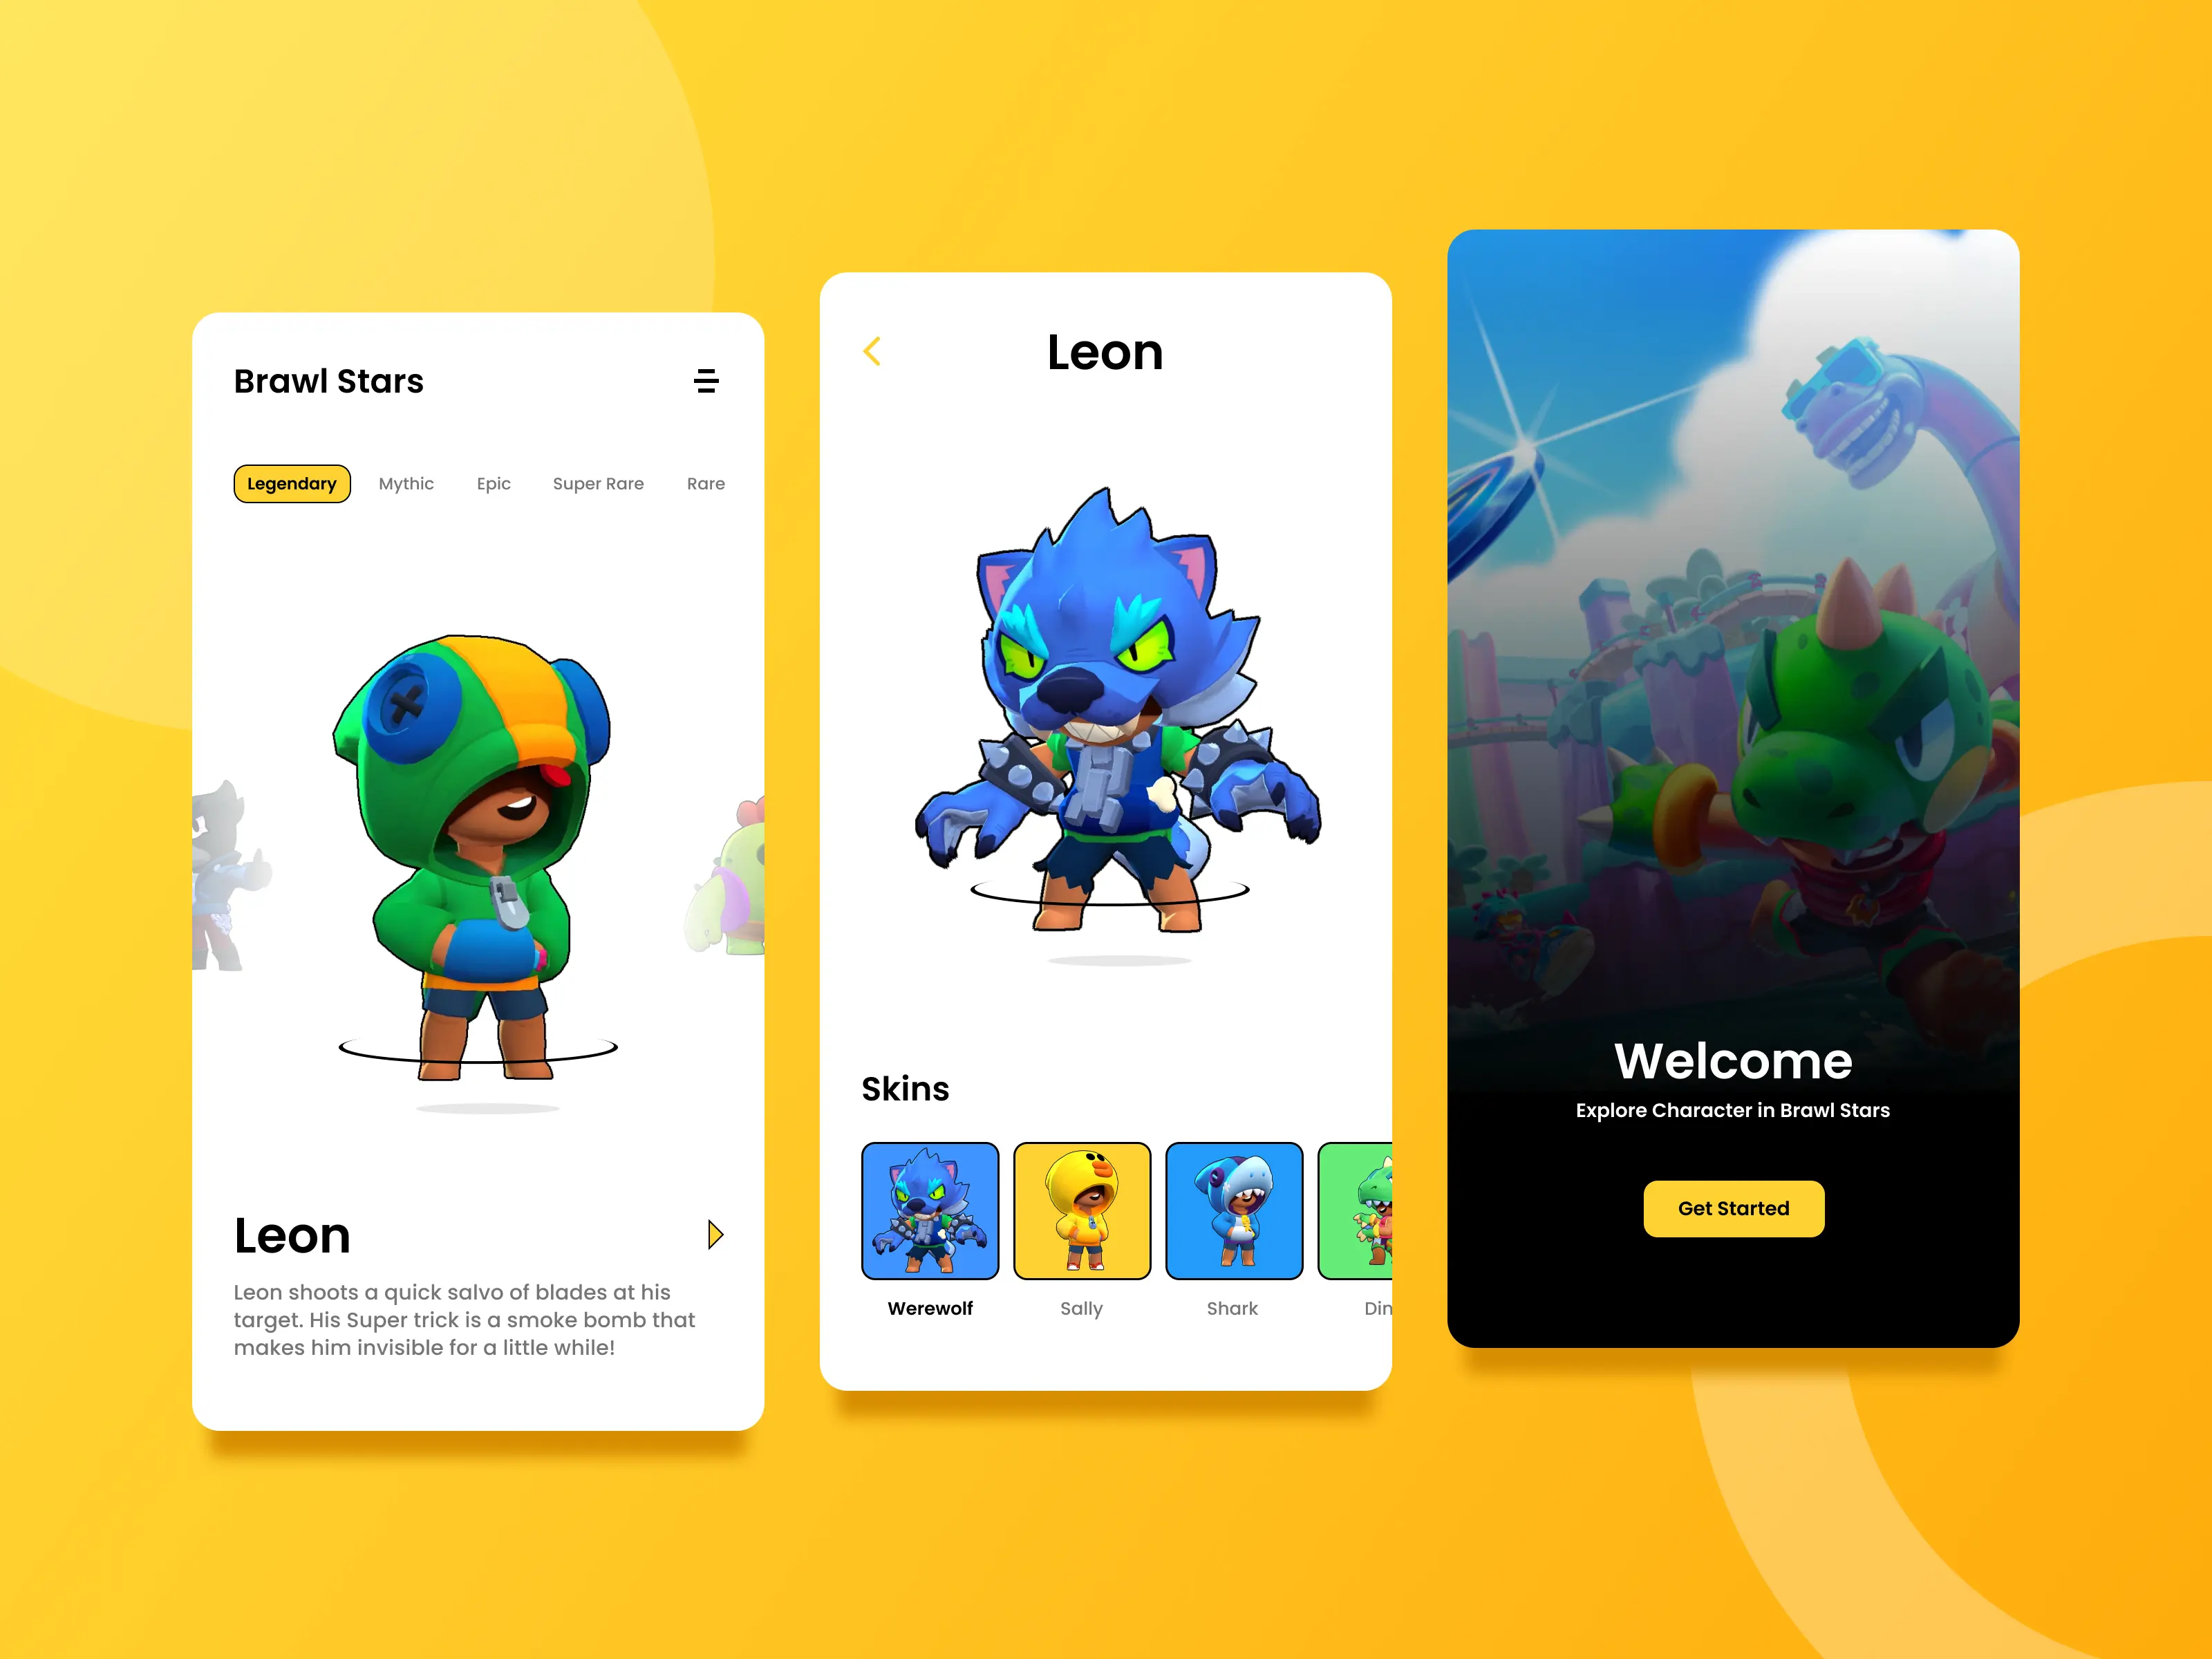 Brawl Stars
Legendary Mythic Epic Super Rare Rare
Leon
Leon shoots a quick salvo of blades at his
target. His Super trick is a smoke bomb that
makes him invisible for a little while!
Leon
Skins
Werewolf Sally Shark Din
Welcome
Explore Character in Brawl Stars
Get Started